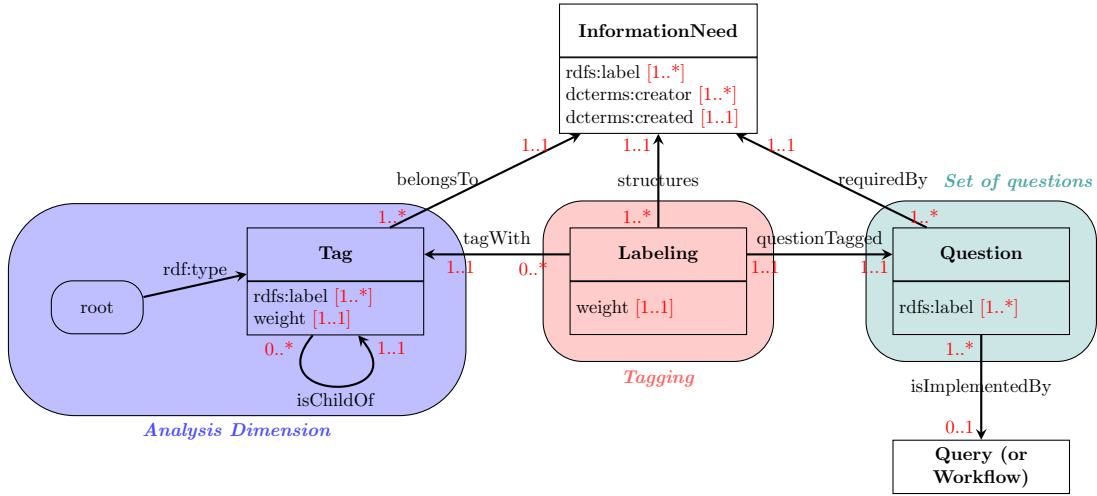 InformationNeed
rdfs:label [1..*]
dcterms:creator [1..*]
dcterms:created [1..1]
1..1
1..1
1..1
belongsTo
structures
requiredBy
Set of questions
1..*
1..*
1..*
tagWith
questionTagged
Tag
Labeling
Question
rdf:type
1..1
0..*
1..1
1..1
root
rdfs:label [1..*]
weight [1..1]
weight [1..1]
rdfs:label [1..*]
0..*
1..1
1..*
Tagging
isChildOf
isImplementedBy
Analysis Dimension
0..1
Query (or
Workflow)